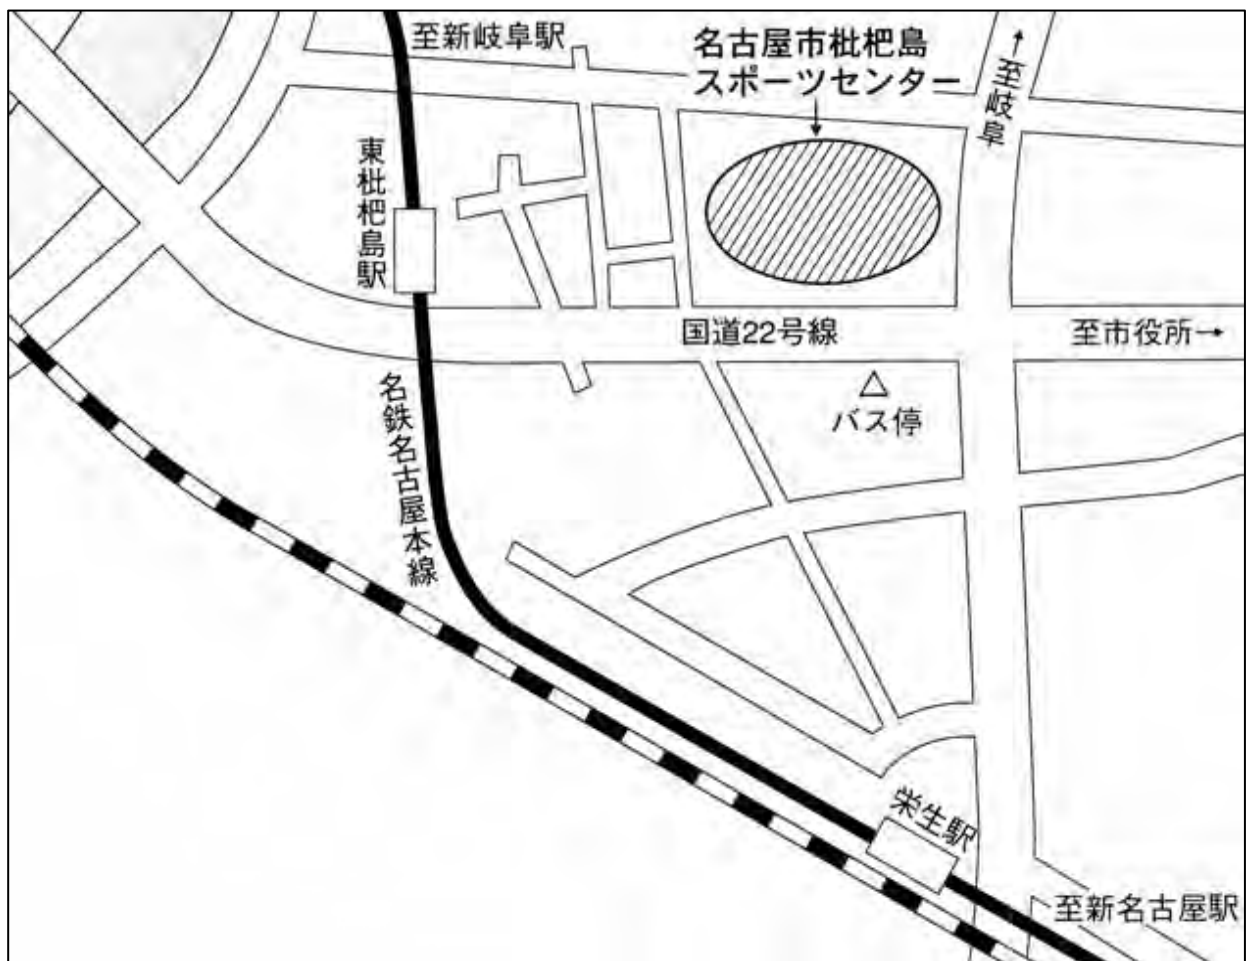 至新岐阜駅
名古屋市枇杷島
スポーツセンター
↑至岐阜
東枇杷島駅
国道22号線
至市役所→
バス停
名鉄名古屋本線
栄生駅
至新名古屋駅